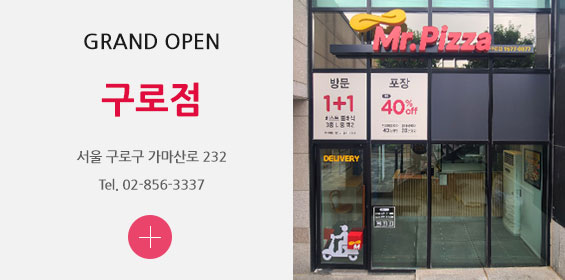 GRAND OPEN
구로점
서울 구로구 가마산로 232
Tel. 02-856-3337
Mr.Pizza
방문
1+1
포장
40%
off
DELIVERY